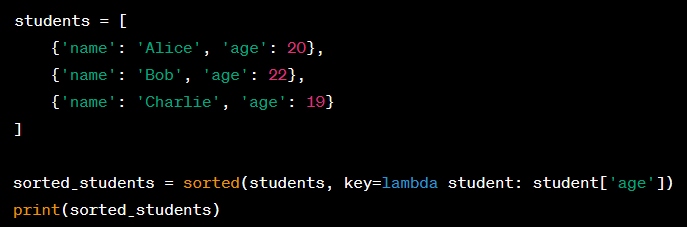 students = [
    {'name': 'Alice', 'age': 20},
    {'name': 'Bob', 'age': 22},
    {'name': 'Charlie', 'age': 19}
]

sorted_students = sorted(students, key=lambda student: student['age'])
print(sorted_students)